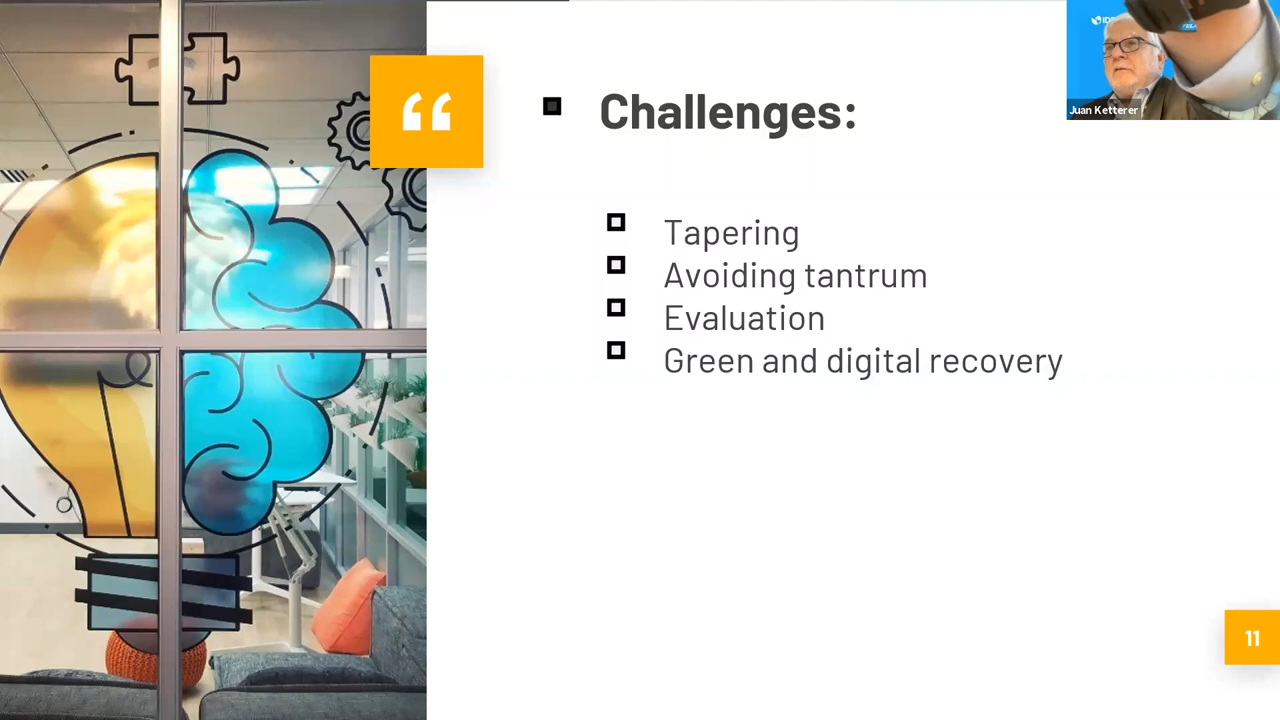 “
Challenges:
Tapering
Avoiding tantrum
Evaluation
Green and digital recovery
Juan Ketterer
11